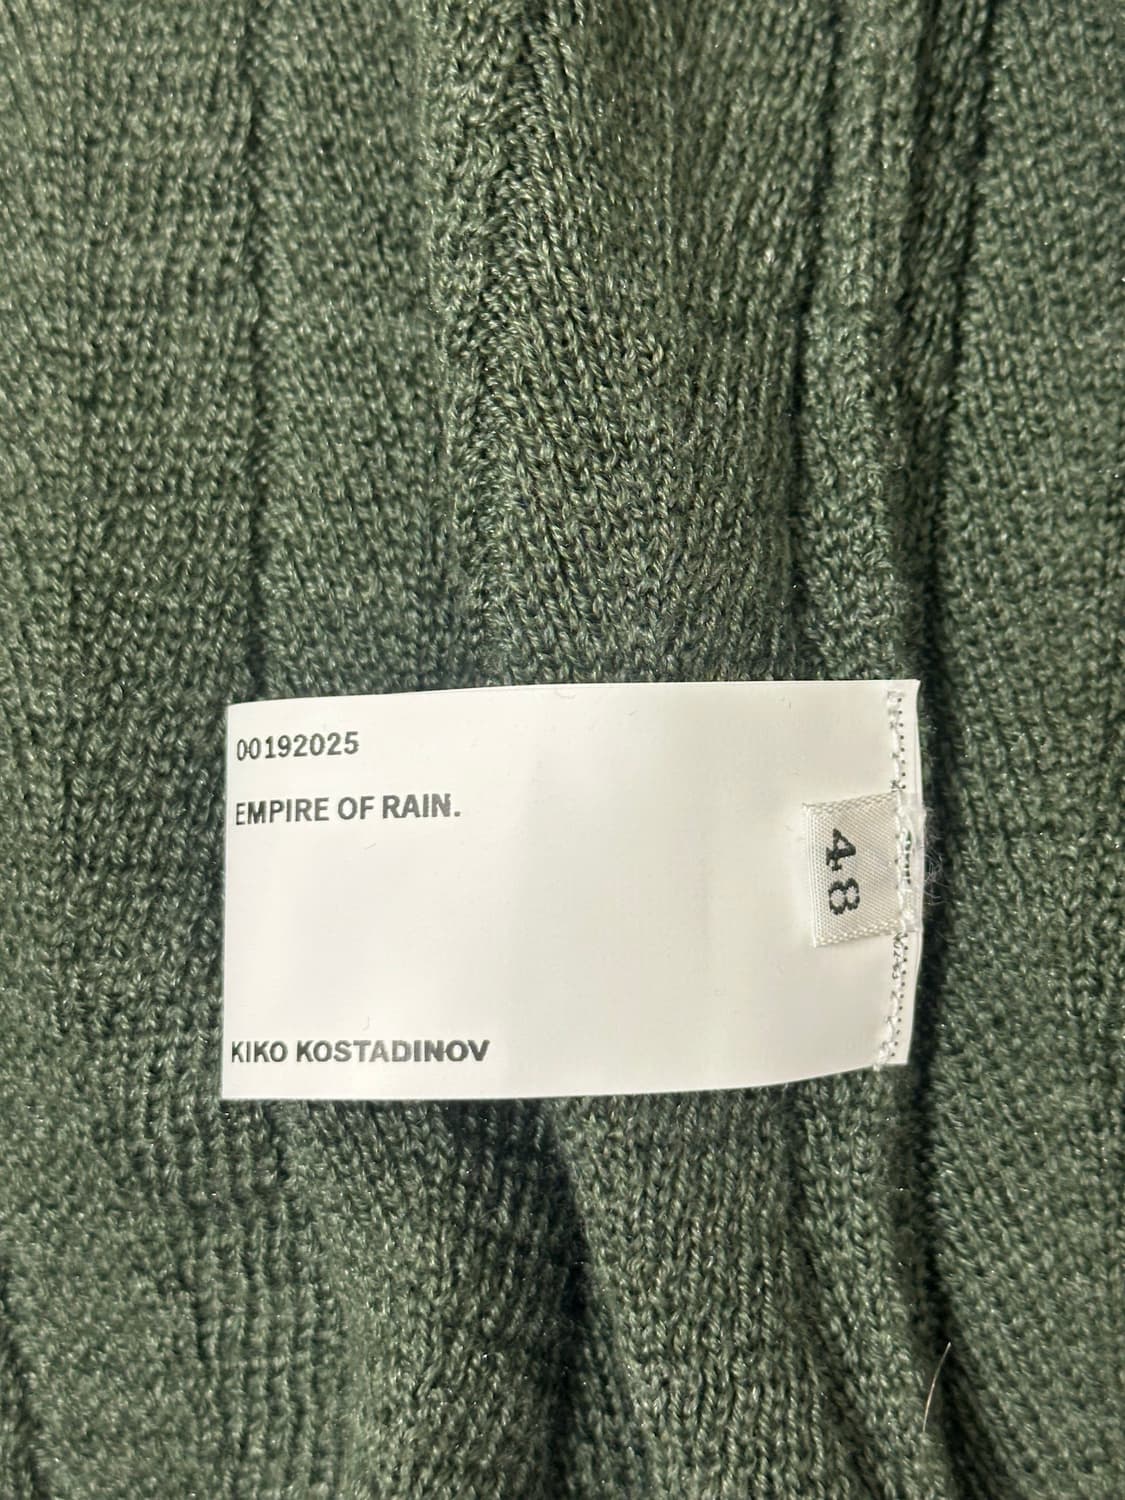 00192025
EMPIRE OF RAIN.
48
KIKO KOSTADINOV